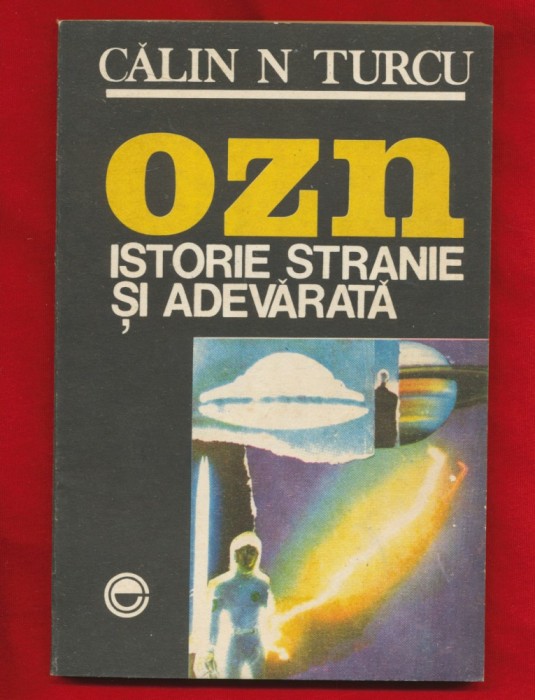 CĂLIN N TURCU
ozn
ISTORIE STRANIE
ȘI ADEVĂRATĂ